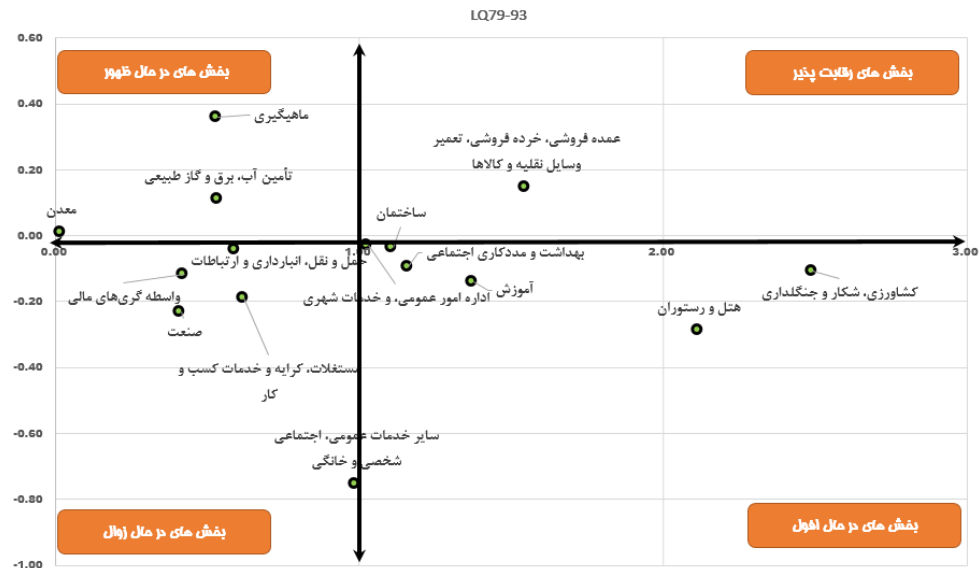 LQ79-93
0.60
بخش های در حال ظهور
بخش های رقابت پذیر
0.40
ماهیگیری
عمده فروشی، خرده فروشی، تعمیر
وسایل نقلیه و کالاها
0.20
تأمین آب، برق و گاز طبیعی
معدن
ساختمان
0.00
0.00
1.00
2.00
3.00
حمل و نقل، انبارداری و ارتباطات
بهداشت و مددکاری اجتماعی
واسطه گری‌های مالی
اداره امور عمومی، و خدمات شهری
آموزش
کشاورزی، شکار و جنگلداری
-0.20
هتل و رستوران
صنعت
-0.40
مستغلات، کرایه و خدمات کسب و
کار
-0.60
سایر خدمات عمومی، اجتماعی
شخصی و خانگی
-0.80
بخش های در حال زوال
بخش های در حال افول
-1.00